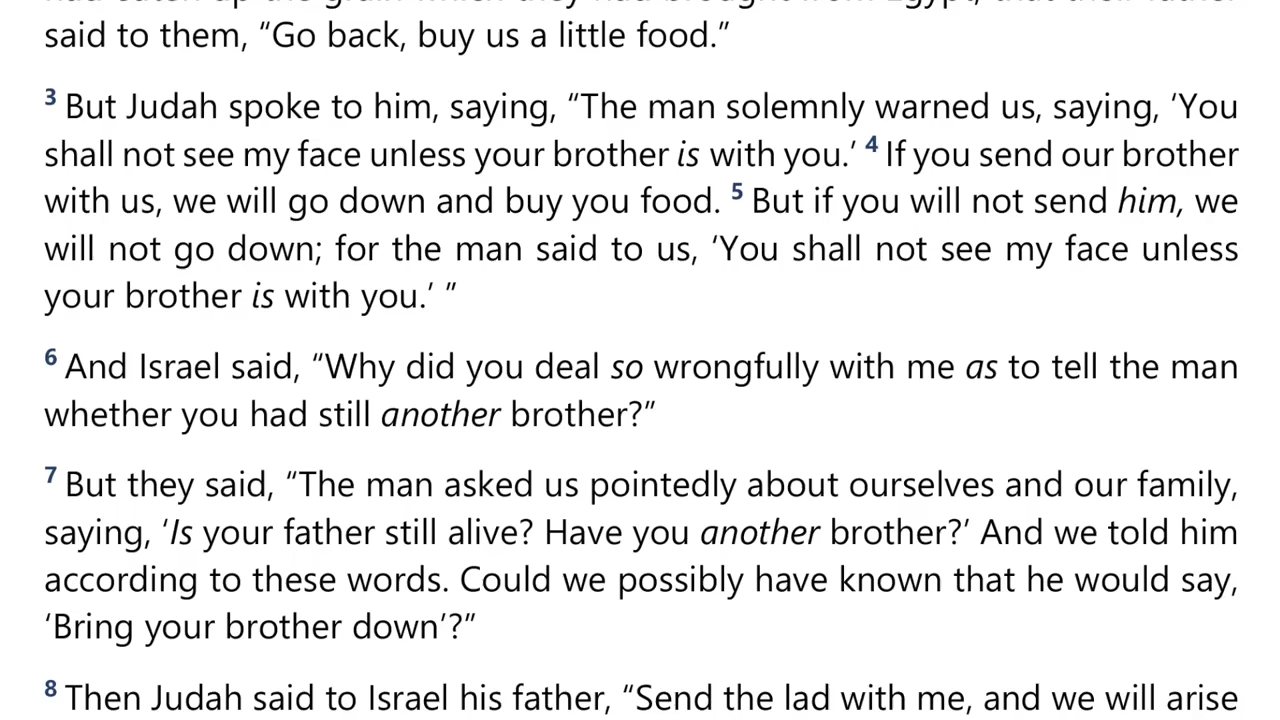 said to them, “Go back, buy us a little food.”
3 But Judah spoke to him, saying, “The man solemnly warned us, saying, ‘You
shall not see my face unless your brother is with you.’ 4 If you send our brother
with us, we will go down and buy you food. 5 But if you will not send him, we
will not go down; for the man said to us, ‘You shall not see my face unless
your brother is with you.’ ”
6 And Israel said, “Why did you deal so wrongfully with me as to tell the man
whether you had still another brother?”
7 But they said, “The man asked us pointedly about ourselves and our family,
saying, ‘Is your father still alive? Have you another brother?’ And we told him
according to these words. Could we possibly have known that he would say,
‘Bring your brother down’?”
8 Then Judah said to Israel his father, “Send the lad with me, and we will arise